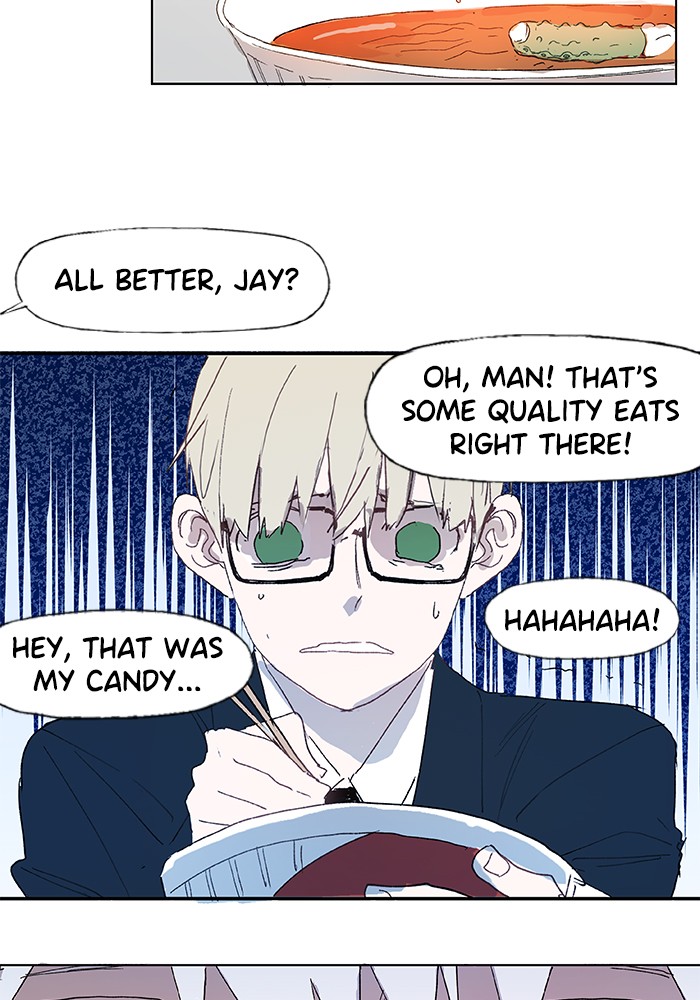 ALL BETTER, JAY?
OH, MAN! THAT'S
SOME QUALITY EATS
RIGHT THERE!
HAHAHAHA!
HEY, THAT WAS
MY CANDY...